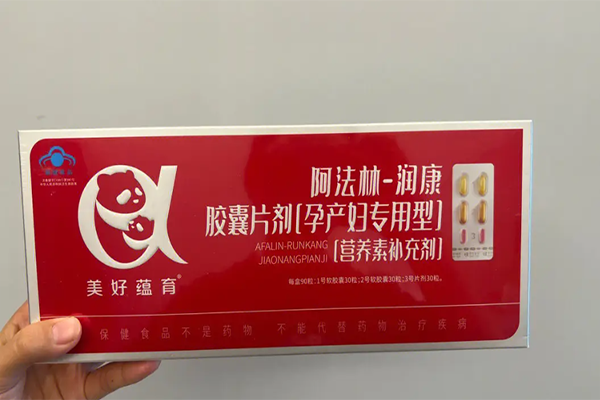 阿法林-润康
胶囊片剂[孕产妇专用型]
AFALIN-RUNKANG
JIAONANGPIANJI
[营养素补充剂]
美好蕴育®
每盒90粒:1号软胶囊30粒;2号软胶囊30粒;3号片剂30粒。
保健食品不是药物 不能代替药物治疗疾病